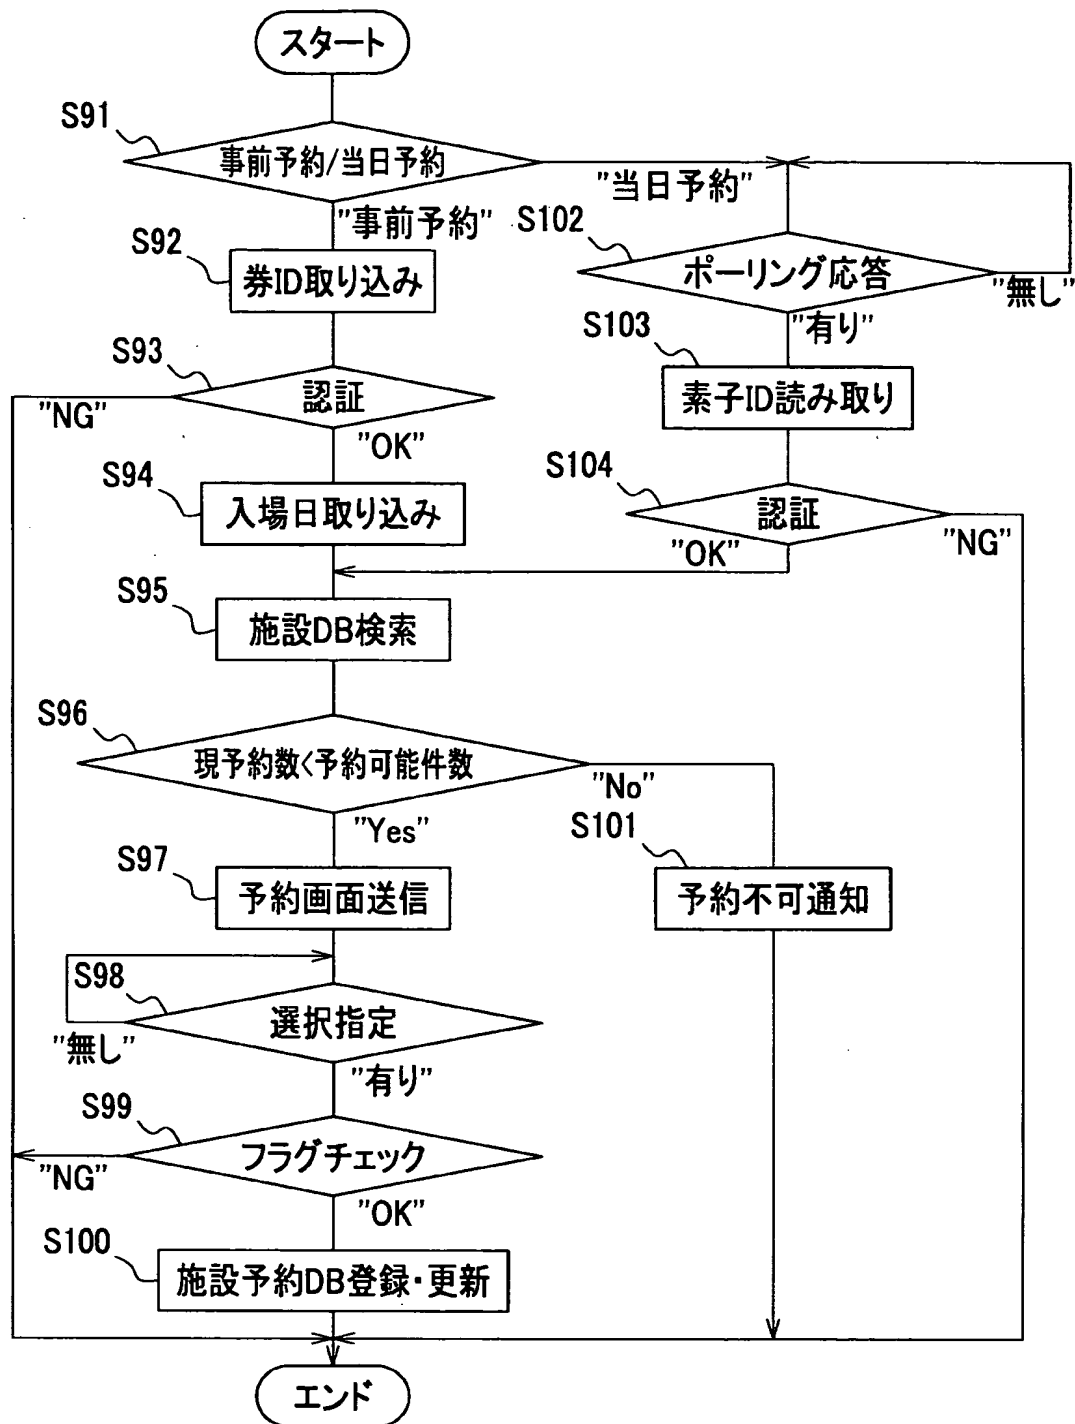 スタート
S91
事前予約/当日予約
"当日予約"
"事前予約"
S92
券ID取り込み
S102
ポーリング応答
"無し"
"有り"
S93
認証
"NG"
"OK"
S103
素子ID読み取り
S94
入場日取り込み
S104
認証
"NG"
"OK"
S95
施設DB検索
S96
現予約数<予約可能件数
"No"
"Yes"
S97
予約画面送信
S101
予約不可通知
S98
選択指定
"無し"
"有り"
S99
フラグチェック
"NG"
"OK"
S100
施設予約DB登録・更新
エンド